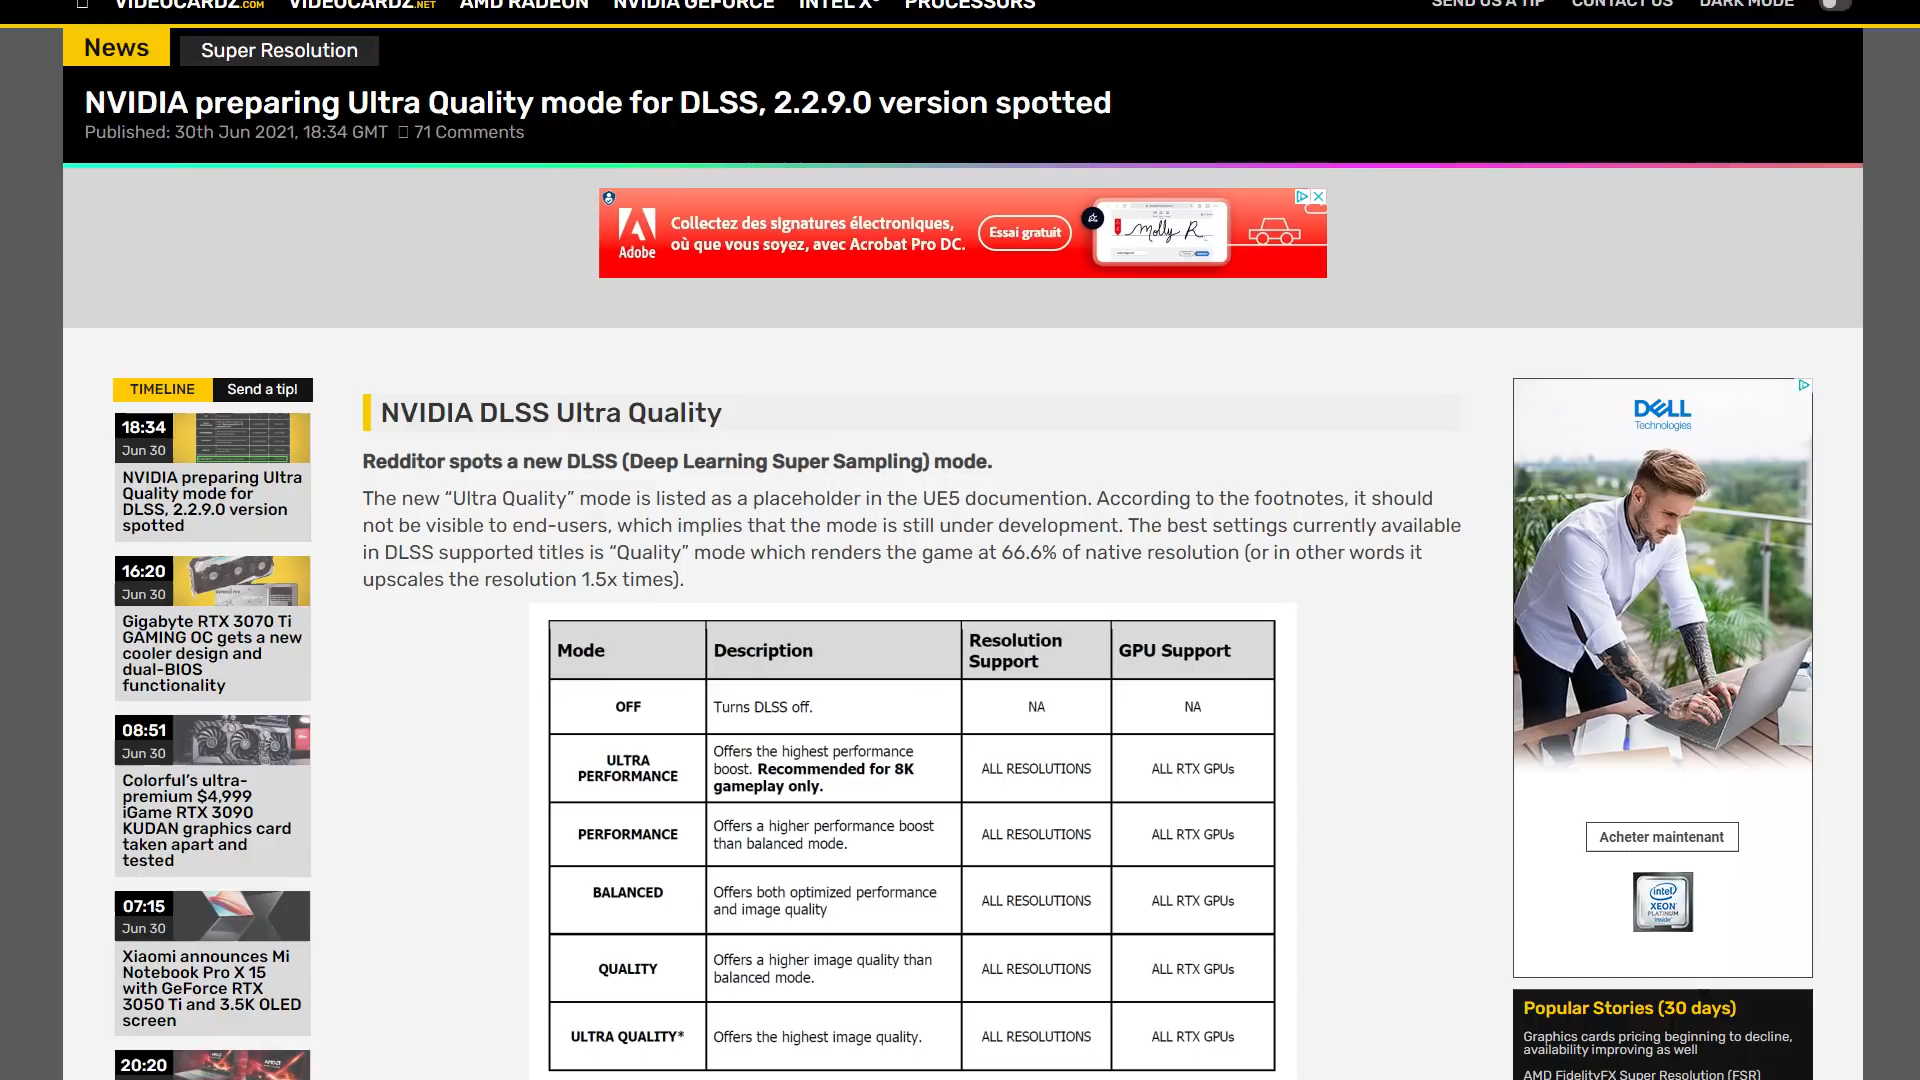 VIDEOCARDZ.COM VIDEOCARDZ.NET AMD RADEON NVIDIA GEFORCE INTEL Xe PROCESSORS SEND US A TIP CONTACT US DARK MODE
News Super Resolution
NVIDIA preparing Ultra Quality mode for DLSS, 2.2.9.0 version spotted
Published: 30th Jun 2021, 18:34 GMT 71 Comments
Adobe
Collectez des signatures électroniques,
où que vous soyez, avec Acrobat Pro DC.
Essai gratuit
Molly R
TIMELINE Send a tip!
18:34
Jun 30
NVIDIA preparing Ultra
Quality mode for
DLSS, 2.2.9.0 version
spotted
16:20
Jun 30
Gigabyte RTX 3070 Ti
GAMING OC gets a new
cooler design and
dual-BIOS
functionality
08:51
Jun 30
Colorful’s ultra-
premium $4,999
iGame RTX 3090
KUDAN graphics card
taken apart and
tested
07:15
Jun 30
Xiaomi announces Mi
Notebook Pro X 15
with GeForce RTX
3050 Ti and 3.5K OLED
screen
20:20
NVIDIA DLSS Ultra Quality
Redditor spots a new DLSS (Deep Learning Super Sampling) mode.
The new “Ultra Quality” mode is listed as a placeholder in the UE5 documention. According to the footnotes, it should
not be visible to end-users, which implies that the mode is still under development. The best settings currently available
in DLSS supported titles is “Quality” mode which renders the game at 66.6% of native resolution (or in other words it
upscales the resolution 1.5x times).
Mode Description Resolution Support GPU Support
OFF Turns DLSS off. NA NA
ULTRA PERFORMANCE Offers the highest performance boost. Recommended for 8K gameplay only. ALL RESOLUTIONS ALL RTX GPUs
PERFORMANCE Offers a higher performance boost than balanced mode. ALL RESOLUTIONS ALL RTX GPUs
BALANCED Offers both optimized performance and image quality ALL RESOLUTIONS ALL RTX GPUs
QUALITY Offers a higher image quality than balanced mode. ALL RESOLUTIONS ALL RTX GPUs
ULTRA QUALITY* Offers the highest image quality. ALL RESOLUTIONS ALL RTX GPUs
DELL
Technologies
Acheter maintenant
intel
XEON
PLATINUM
inside
Popular Stories (30 days)
Graphics cards pricing beginning to decline,
availability improving as well
AMD FidelityFX Super Resolution (FSR)